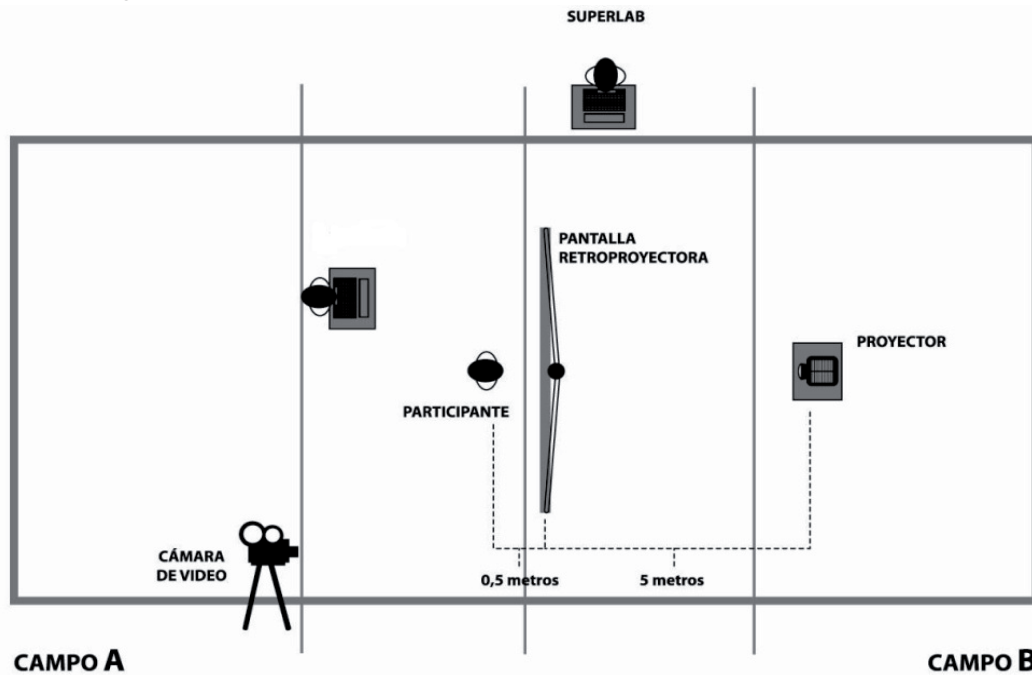 SUPERLAB
PANTALLA
RETROPROYECTORA
PROYECTOR
PARTICIPANTE
CÁMARA
DE VIDEO
0,5 metros
5 metros
CAMPO A
CAMPO B